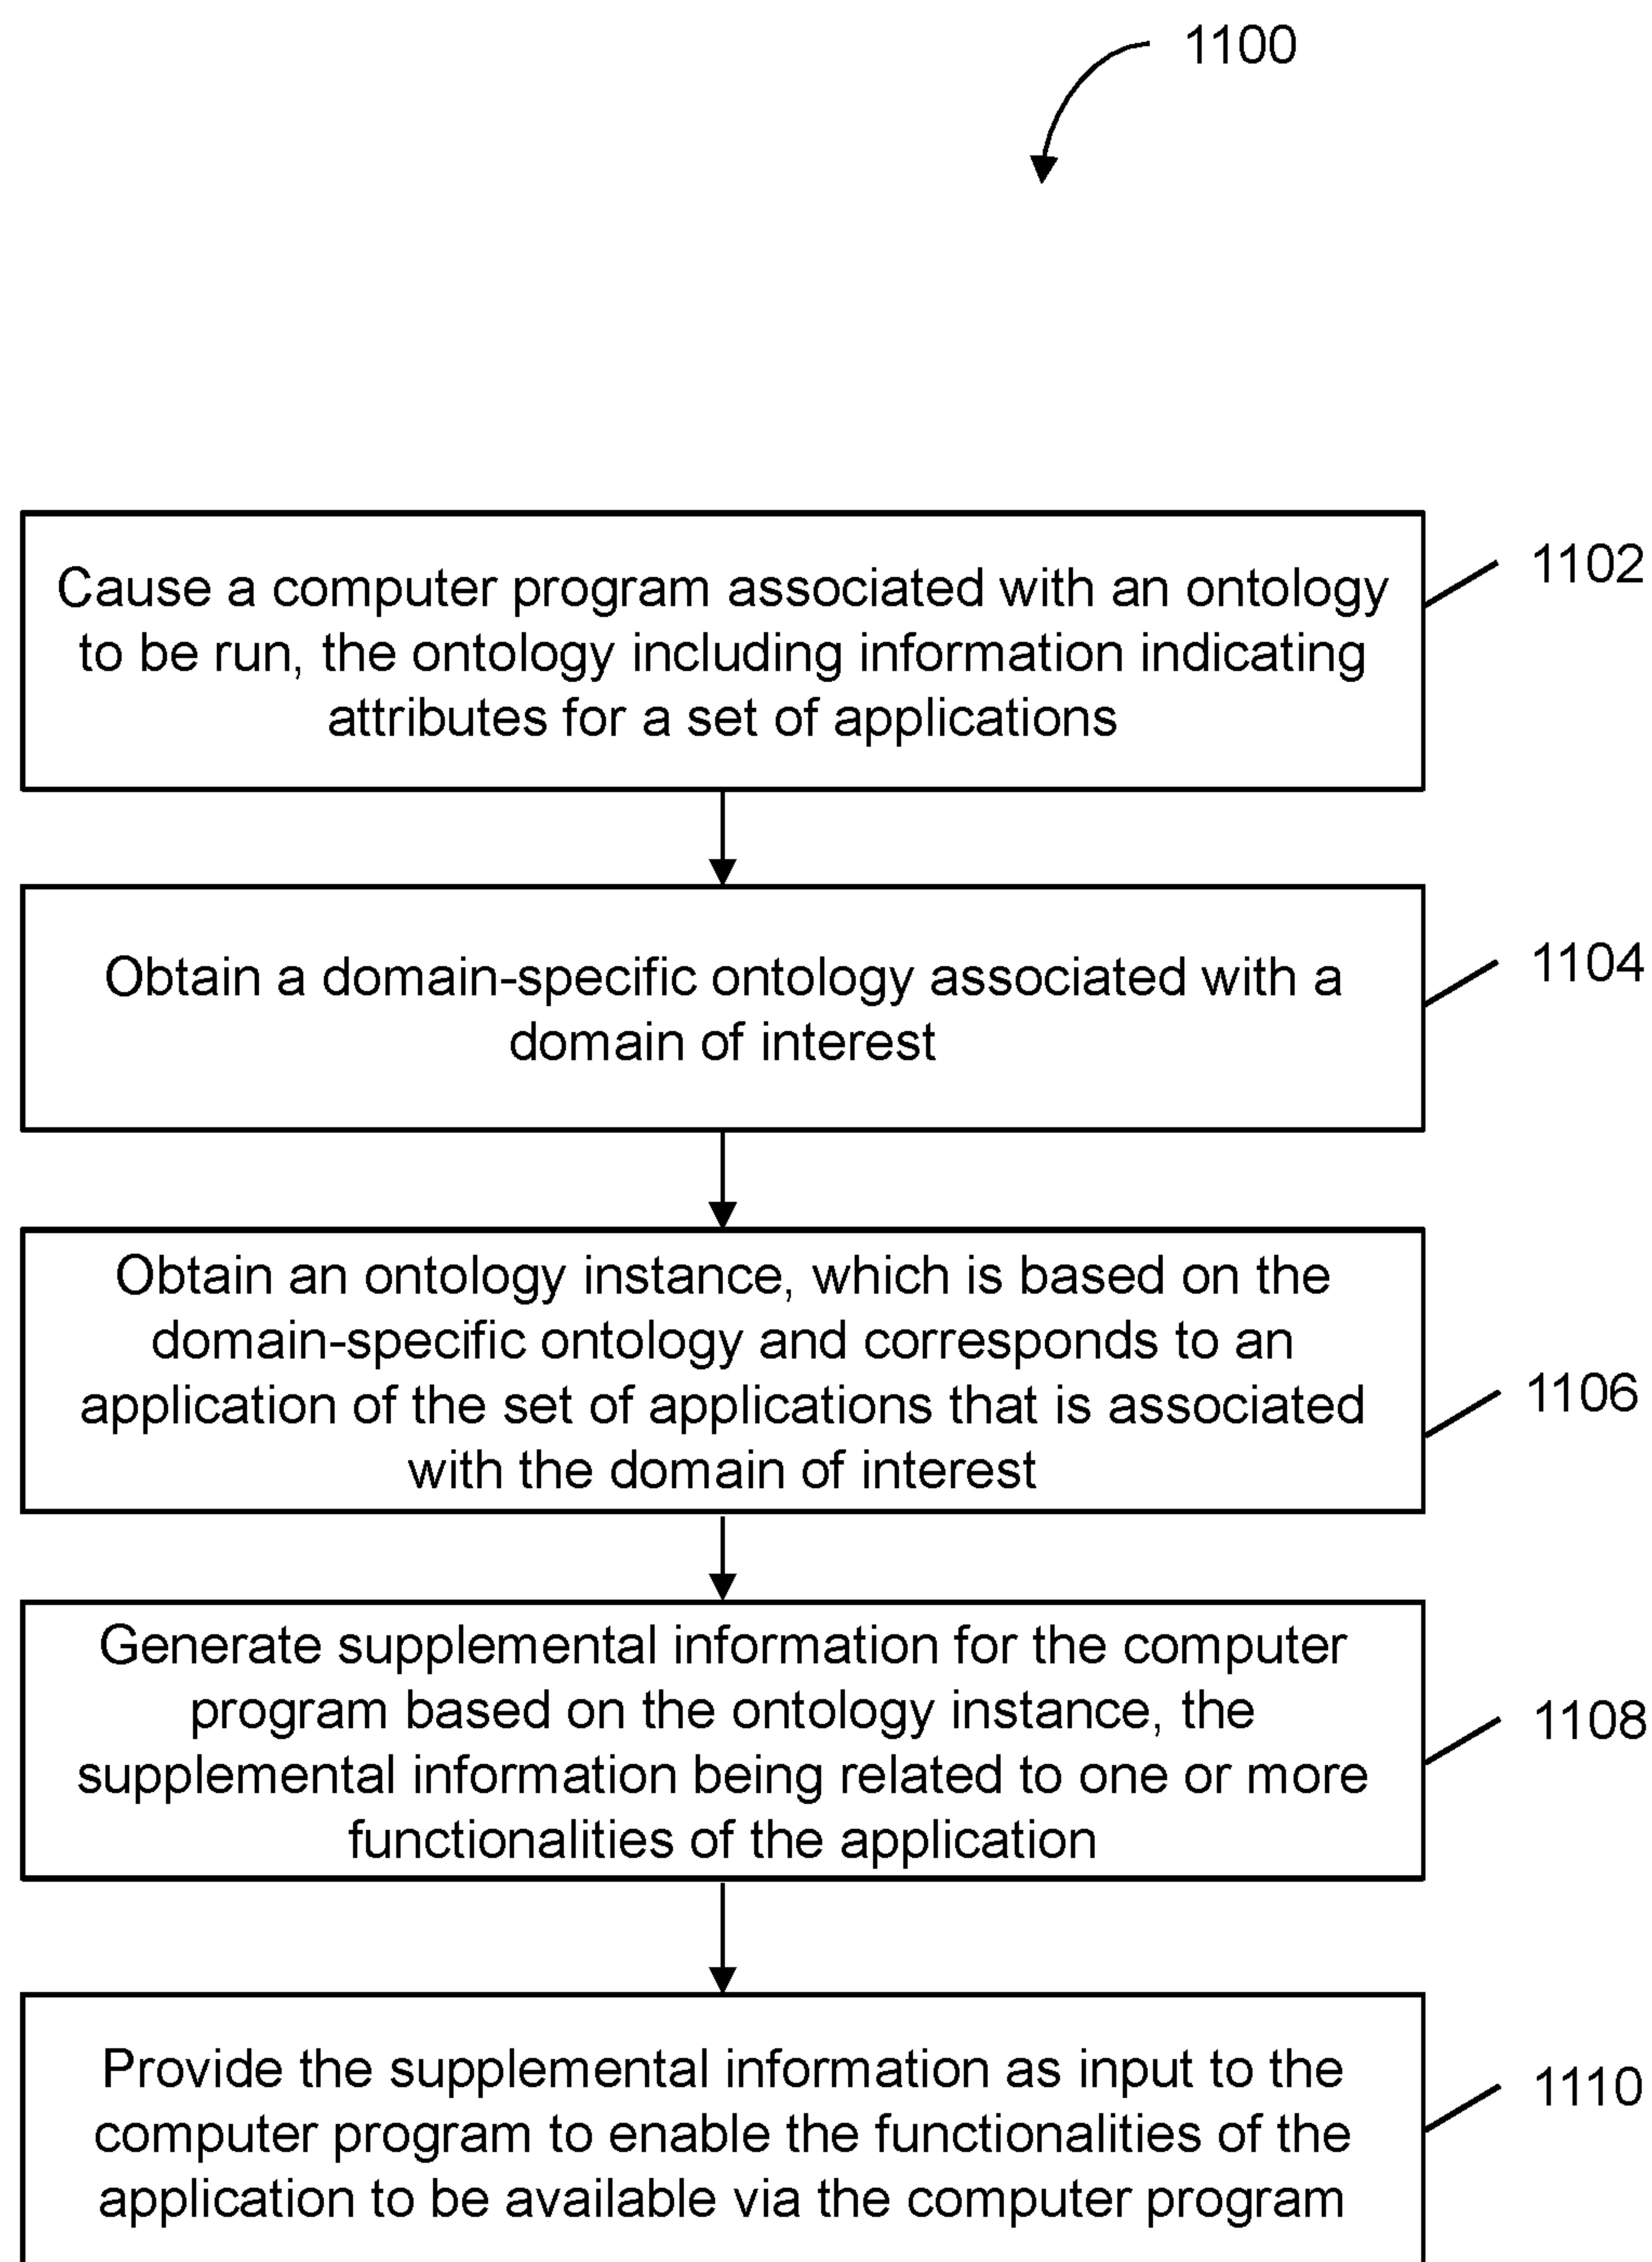 1100
Cause a computer program associated with an ontology
to be run, the ontology including information indicating
attributes for a set of applications
1102
Obtain a domain-specific ontology associated with a
domain of interest
1104
Obtain an ontology instance, which is based on the
domain-specific ontology and corresponds to an
application of the set of applications that is associated
with the domain of interest
1106
Generate supplemental information for the computer
program based on the ontology instance, the
supplemental information being related to one or more
functionalities of the application
1108
Provide the supplemental information as input to the
computer program to enable the functionalities of the
application to be available via the computer program
1110